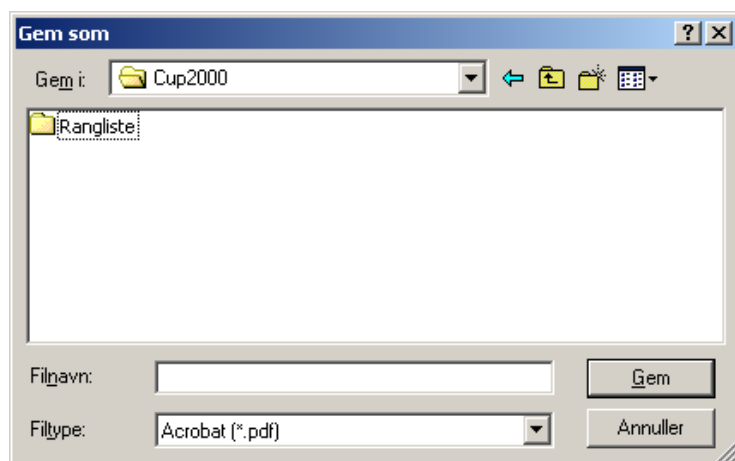 Gem som
Gem i: Cup2000
Rangliste
Filnavn: Gem
Filtype: Acrobat (*.pdf) Annuller